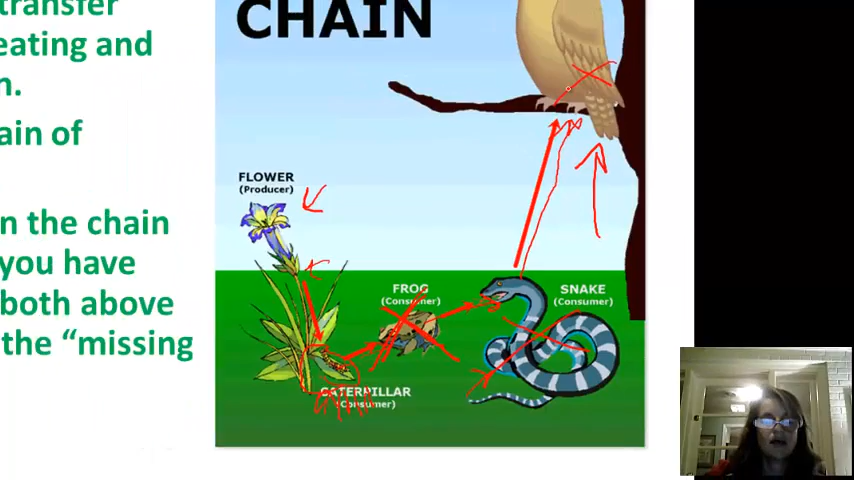 transfer
eating and
n.
ain of
n the chain
you have
both above
the “missing
CHAIN
FLOWER
(Producer)
FROG
(Consumer)
SNAKE
(Consumer)
CATERPILLAR
(Consumer)